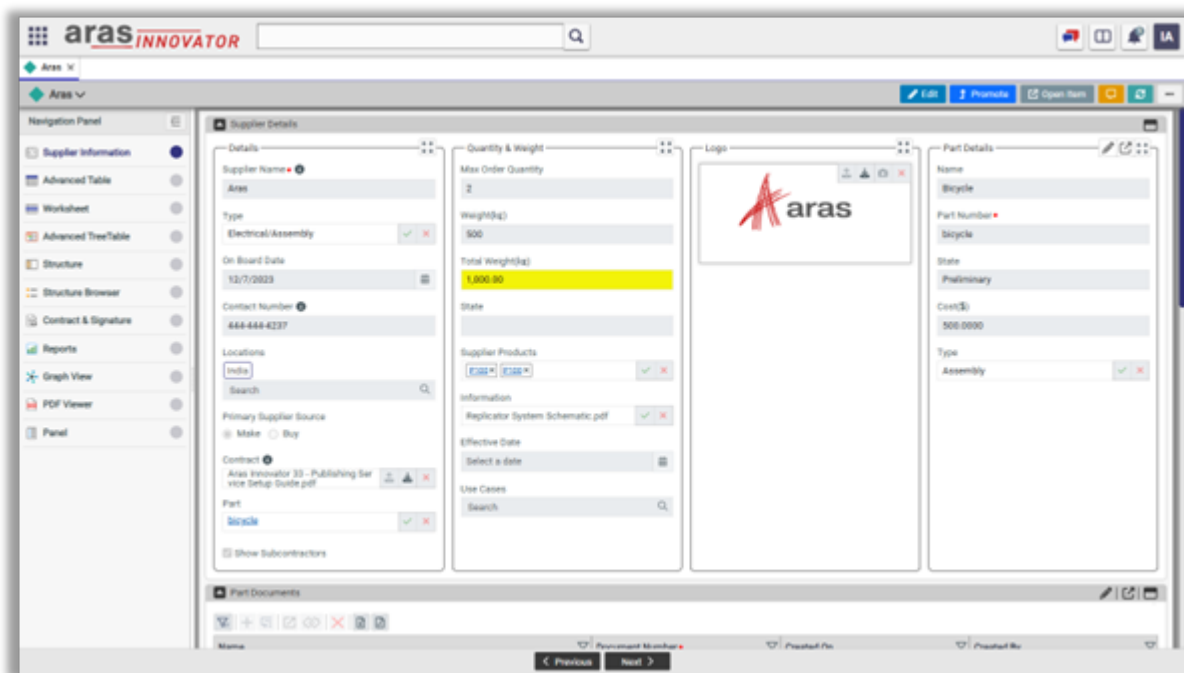 aras INNOVATOR
IA
Aras
Aras
Edit
Promote
Open Item
Navigation Panel
Supplier Information
Advanced Table
Worksheet
Advanced TreeTable
Structure
Structure Browser
Contract & Signature
Reports
Graph View
PDF Viewer
Panel
Supplier Details
Details
Supplier Name
Aras
Type
Electrical/Assembly
On Board Date
12/7/2023
Contact Number
444-444-4237
Locations
India
Search
Primary Supplier Source
Make Buy
Contract
Aras Innovator 33 - Publishing Ser
vice Setup Guide.pdf
Part
bicycle
Show Subcontractors
Quantity & Weight
Max Order Quantity
2
Weight(kg)
500
Total Weight(kg)
1,000.00
State
Supplier Products
Information
Replicator System Schematic.pdf
Effective Date
Select a date
Use Cases
Search
Logo
aras
Part Details
Name
Bicycle
Part Number
bicycle
State
Preliminary
Cost($)
500.0000
Type
Assembly
Part Documents
Name Document Number Created On Created By
Previous Next